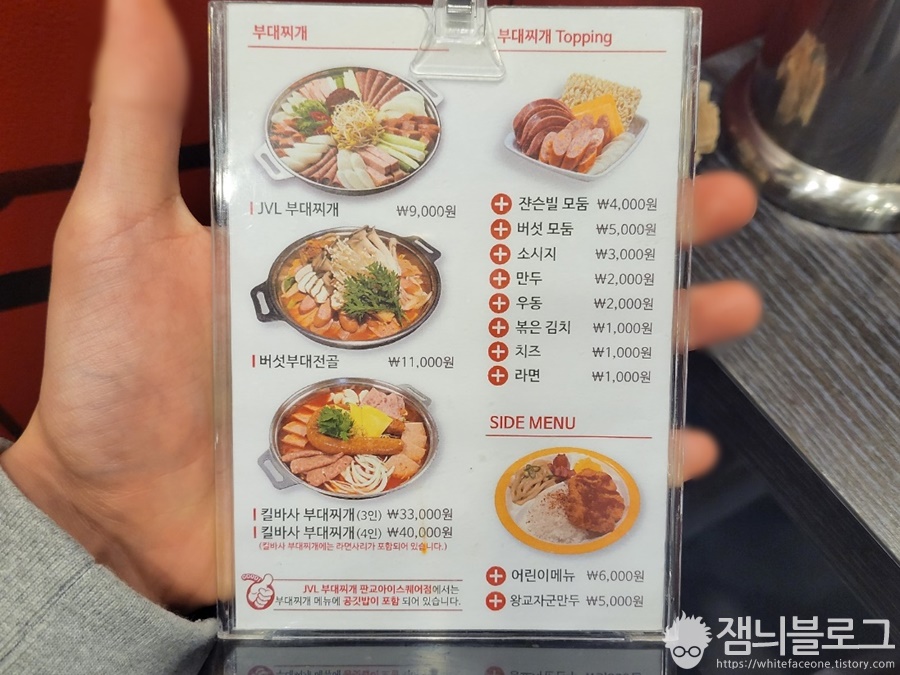 부대찌개
JVL 부대찌개 ₩9,000원
버섯부대전골 ₩11,000원
킬바사 부대찌개(3인) ₩33,000원
킬바사 부대찌개(4인) ₩40,000원
(킬바사 부대찌개에는 라면사리가 포함되어 있습니다.)
JVL 부대찌개 판교아이스퀘어점에서는
부대찌개 메뉴에 공깃밥이 포함 되어 있습니다.
부대찌개 Topping
쟌슨빌 모둠 ₩4,000원
버섯 모둠 ₩5,000원
소시지 ₩3,000원
만두 ₩2,000원
우동 ₩2,000원
볶은 김치 ₩1,000원
치즈 ₩1,000원
라면 ₩1,000원
SIDE MENU
어린이메뉴 ₩6,000원
왕교자군만두 ₩5,000원
잼늬블로그
https://whitefaceone.tistory.com